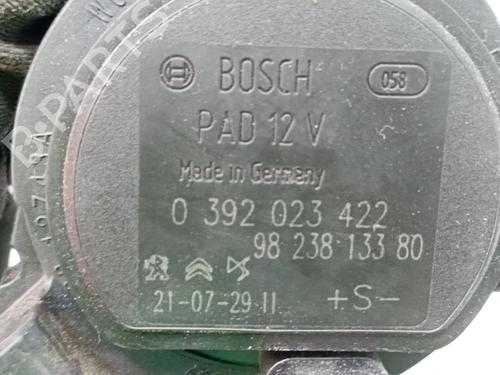 BOSCH 058
PAD 12 V
Made in Germany
0 392 023 422
98 238 133 80
21-07-29 11 +S-